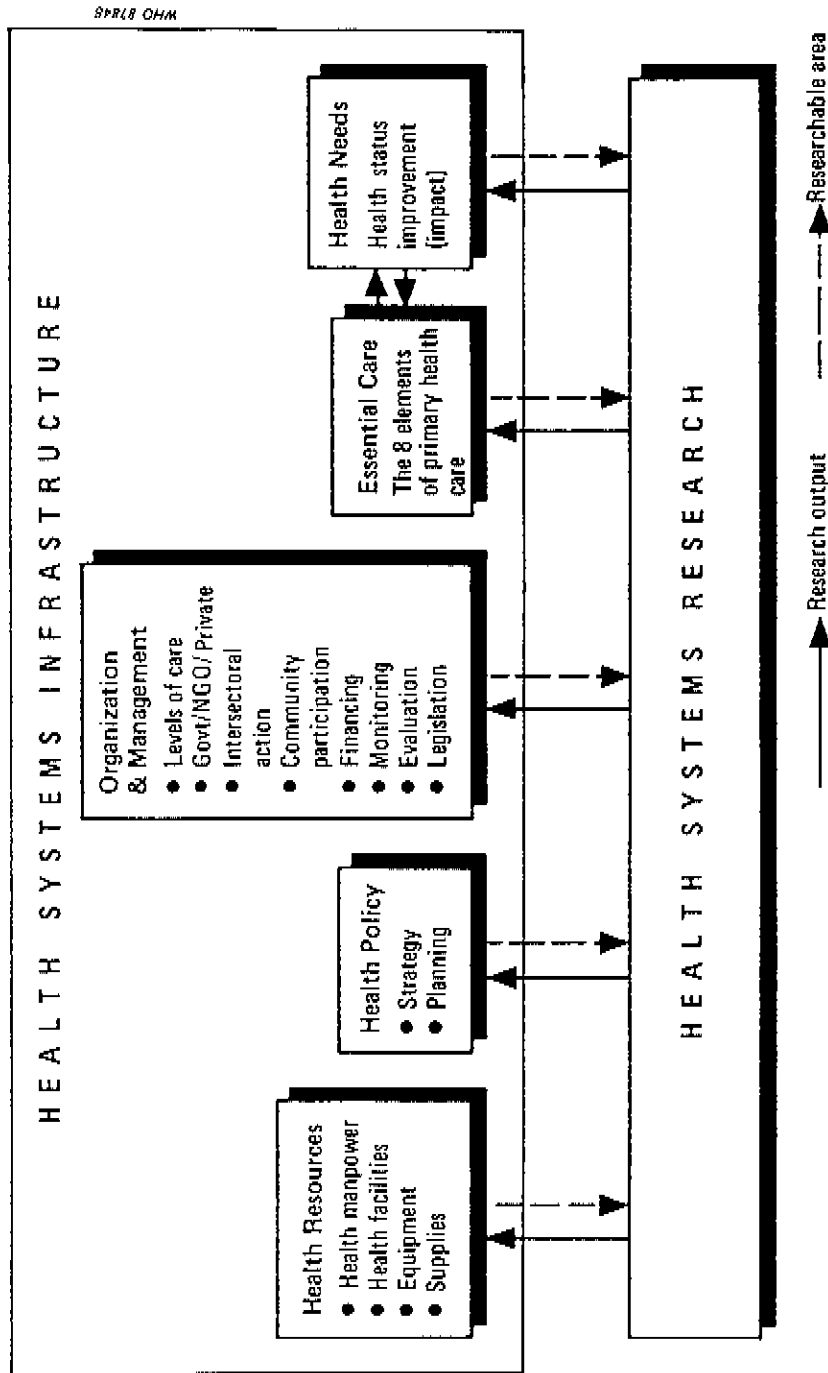 HEALTH SYSTEMS INFRASTRUCTURE
Health Resources
● Health manpower
● Health facilities
● Equipment
● Supplies
Health Policy
● Strategy
● Planning
Organization
& Management
● Levels of care
● Govt/NGO/Private
● Intersectoral
action
● Community
participation
● Financing
● Monitoring
● Evaluation
● Legislation
Essential Care
The 8 elements
of primary health
care
Health Needs
Health status
improvement
(impact)
HEALTH SYSTEMS RESEARCH
Research output
Researchable area
WHO 87848